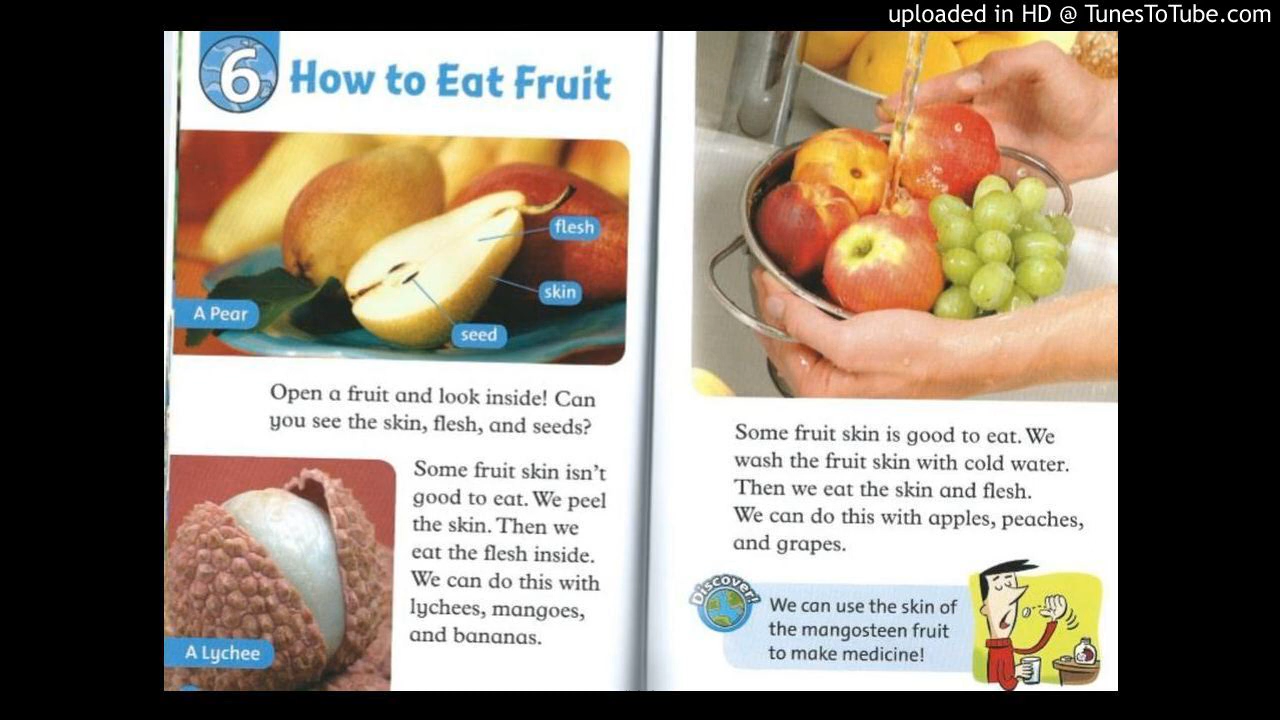 uploaded in HD @ TunesToTube.com
6 How to Eat Fruit
flesh
skin
A Pear
seed
Open a fruit and look inside! Can
you see the skin, flesh, and seeds?
Some fruit skin isn't
good to eat. We peel
the skin. Then we
eat the flesh inside.
We can do this with
lychees, mangoes,
and bananas.
A Lychee
Some fruit skin is good to eat. We
wash the fruit skin with cold water.
Then we eat the skin and flesh.
We can do this with apples, peaches,
and grapes.
Discover!
We can use the skin of
the mangosteen fruit
to make medicine!